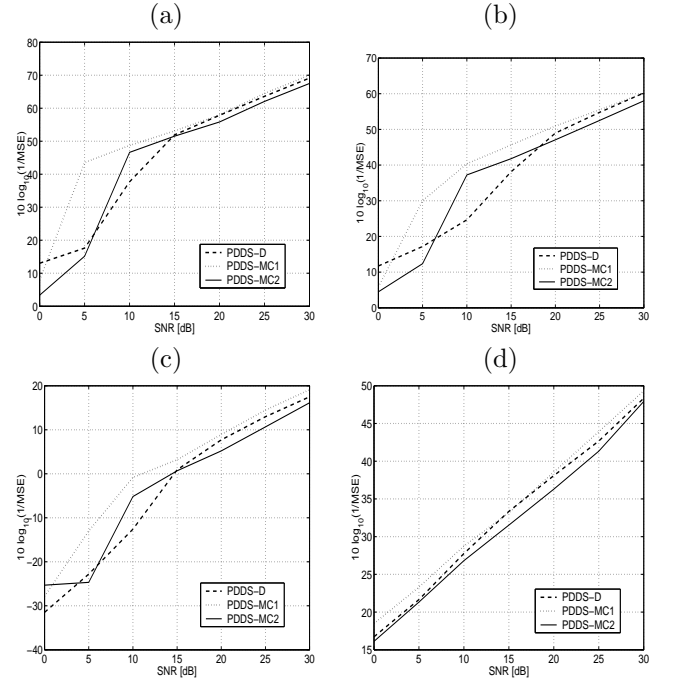 (a)
80
70
60
50
40
30
20
10
0
10 log10(1/MSE)
0 5 10 15 20 25 30
SNR [dB]
PDDS-D
PDDS-MC1
PDDS-MC2
(b)
70
60
50
40
30
20
10
0
10 log10(1/MSE)
0 5 10 15 20 25 30
SNR [dB]
PDDS-D
PDDS-MC1
PDDS-MC2
(c)
20
10
0
−10
−20
−30
−40
10 log10(1/MSE)
0 5 10 15 20 25 30
SNR [dB]
PDDS-D
PDDS-MC1
PDDS-MC2
(d)
50
45
40
35
30
25
20
15
10 log10(1/MSE)
0 5 10 15 20 25 30
SNR [dB]
PDDS-D
PDDS-MC1
PDDS-MC2